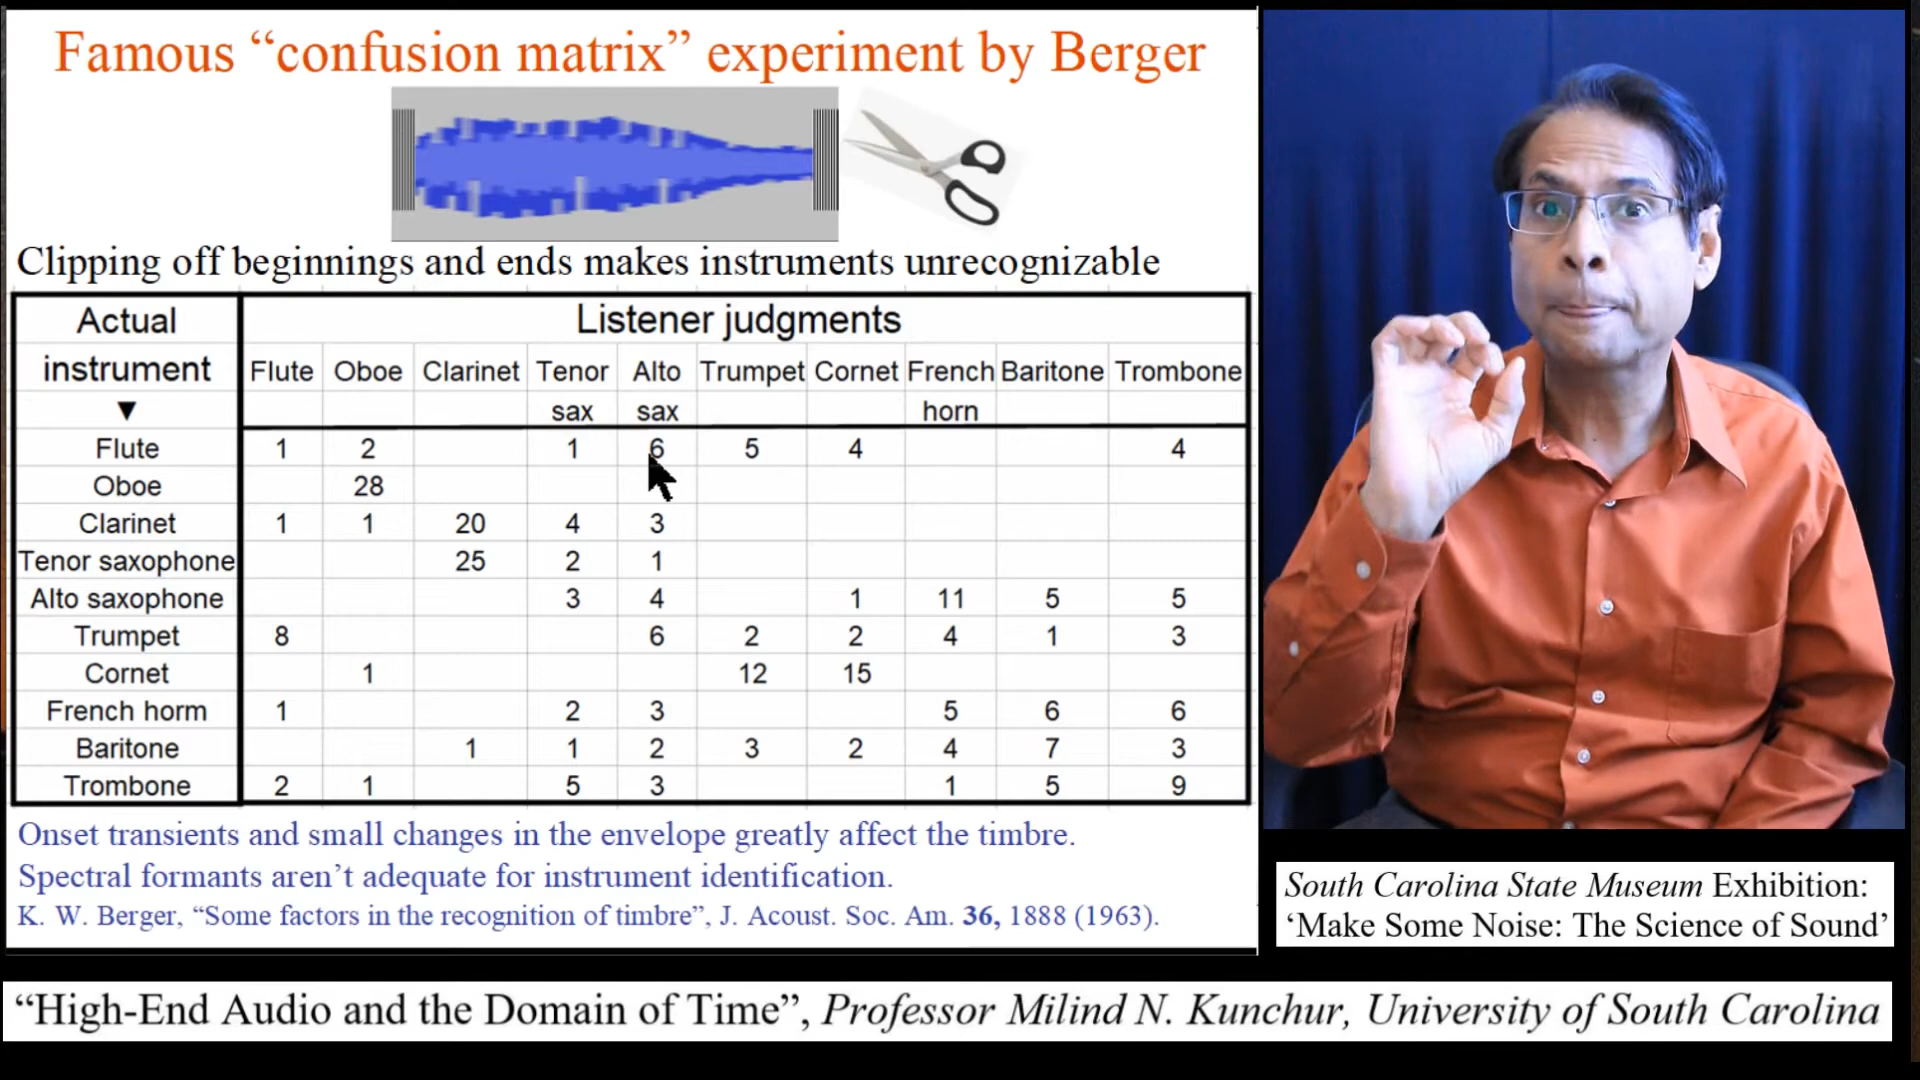 Famous “confusion matrix” experiment by Berger
Clipping off beginnings and ends makes instruments unrecognizable
Actual Listener judgments
instrument Flute Oboe Clarinet Tenor Alto Trumpet Cornet French Baritone Trombone
▼ sax sax horn
Flute 1 2 1 6 5 4 4
Oboe 28
Clarinet 1 1 20 4 3
Tenor saxophone 25 2 1
Alto saxophone 3 4 1 11 5 5
Trumpet 8 6 2 2 4 1 3
Cornet 1 12 15
French horm 1 2 3 5 6 6
Baritone 1 1 2 3 2 4 7 3
Trombone 2 1 5 3 1 5 9
Onset transients and small changes in the envelope greatly affect the timbre.
Spectral formants aren’t adequate for instrument identification.
K. W. Berger, “Some factors in the recognition of timbre”, J. Acoust. Soc. Am. 36, 1888 (1963).
South Carolina State Museum Exhibition:
‘Make Some Noise: The Science of Sound’
“High-End Audio and the Domain of Time”, Professor Milind N. Kunchur, University of South Carolina